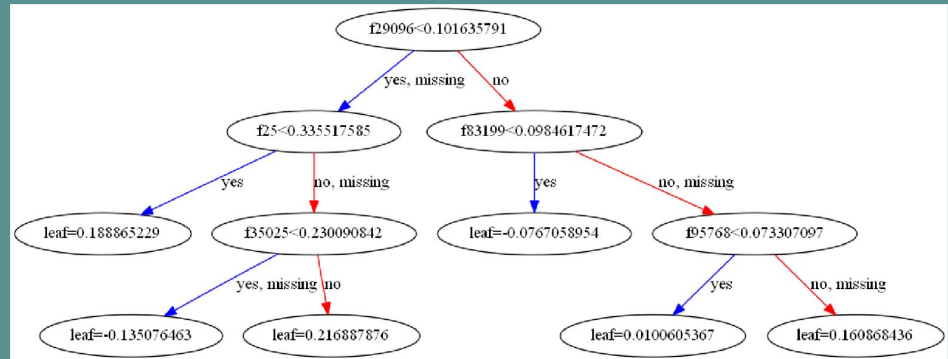 f29096<0.101635791
yes, missing
no
f25<0.335517585
f83199<0.0984617472
yes
no, missing
yes
no, missing
leaf=0.188865229
f35025<0.230090842
leaf=-0.0767058954
f95768<0.073307097
yes, missing
no
yes
no, missing
leaf=-0.135076463
leaf=0.216887876
leaf=0.0100605367
leaf=0.160868436